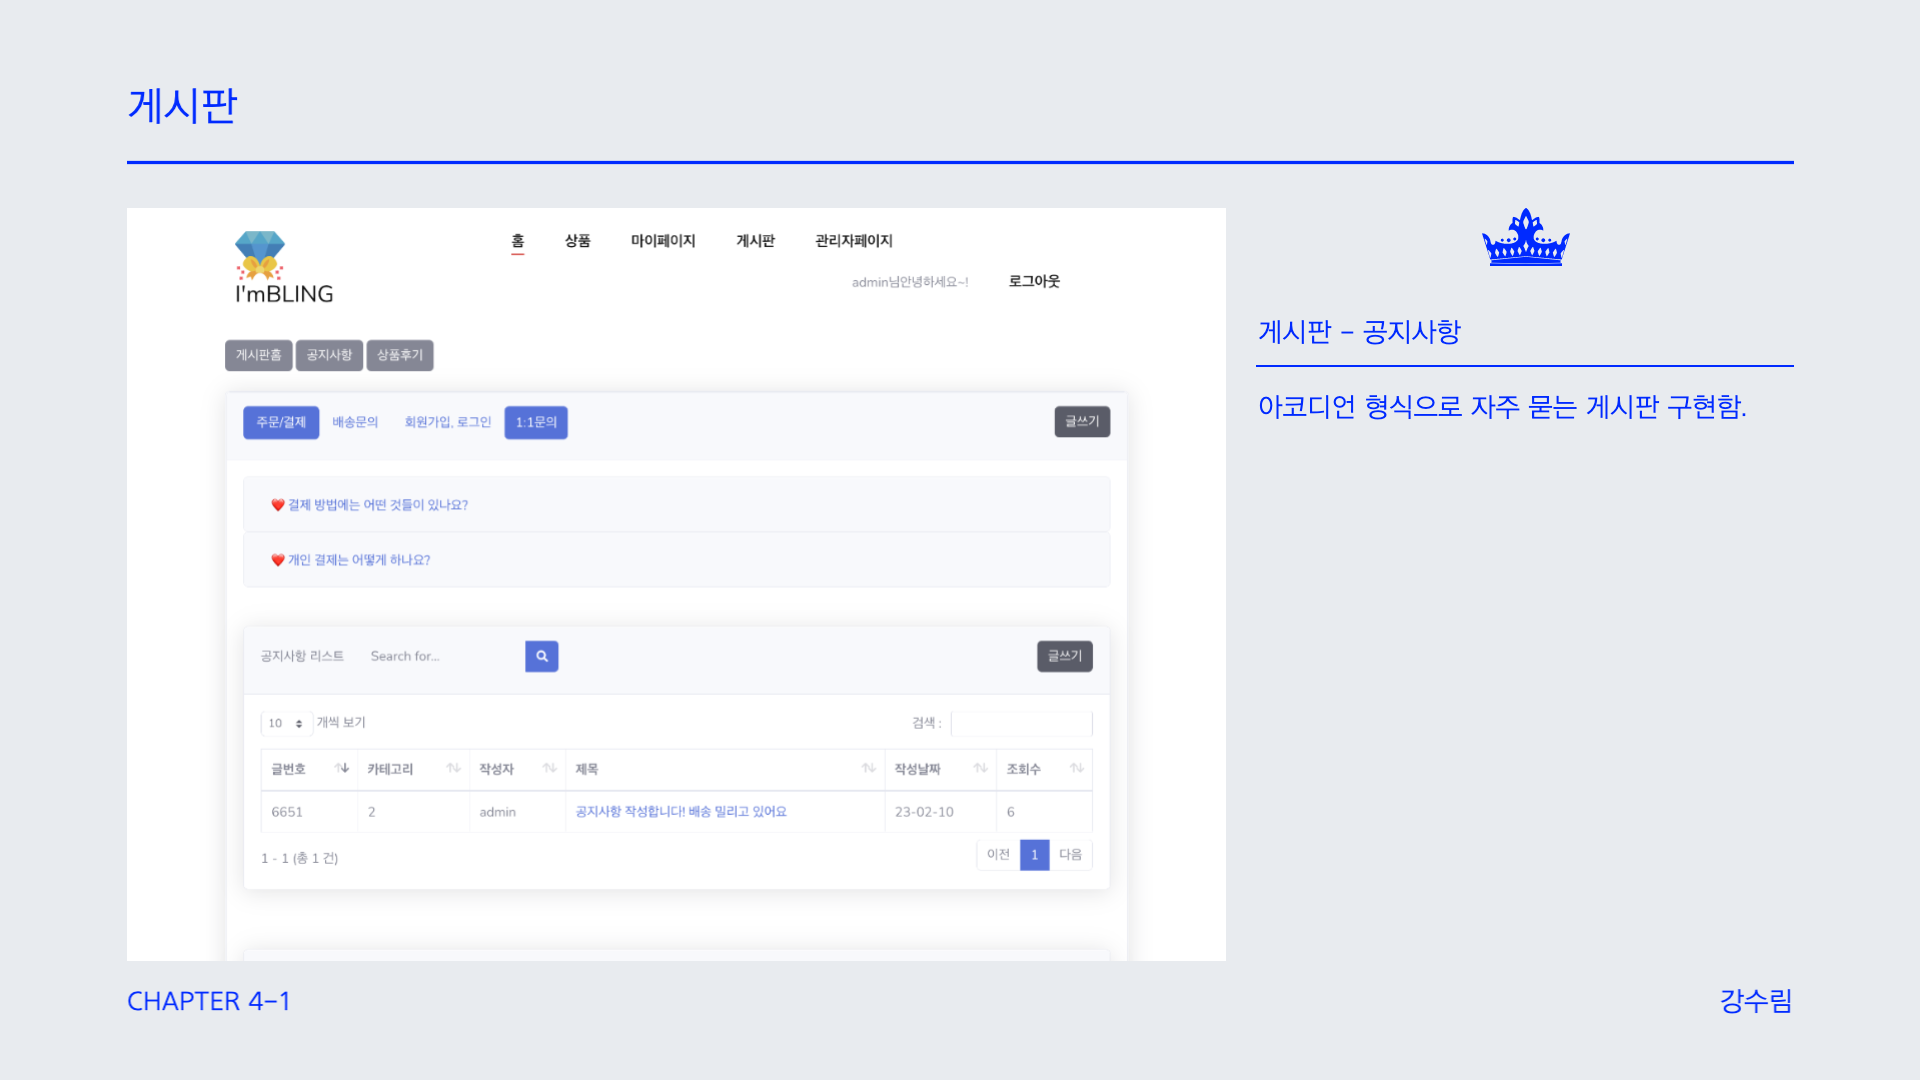 게시판
I'mBLING
홈 상품 마이페이지 게시판 관리자페이지
admin님안녕하세요~! 로그아웃
게시판홈 공지사항 상품후기
주문/결제 배송문의 회원가입, 로그인 1:1문의 글쓰기
❤️ 결제 방법에는 어떤 것들이 있나요?
❤️ 개인 결제는 어떻게 하나요?
공지사항 리스트 Search for... 글쓰기
10 개씩 보기 검색 :
글번호 카테고리 작성자 제목 작성날짜 조회수
6651 2 admin 공지사항 작성합니다! 배송 밀리고 있어요 23-02-10 6
1 - 1 (총 1 건) 이전 1 다음
게시판 - 공지사항
아코디언 형식으로 자주 묻는 게시판 구현함.
CHAPTER 4-1
강수림